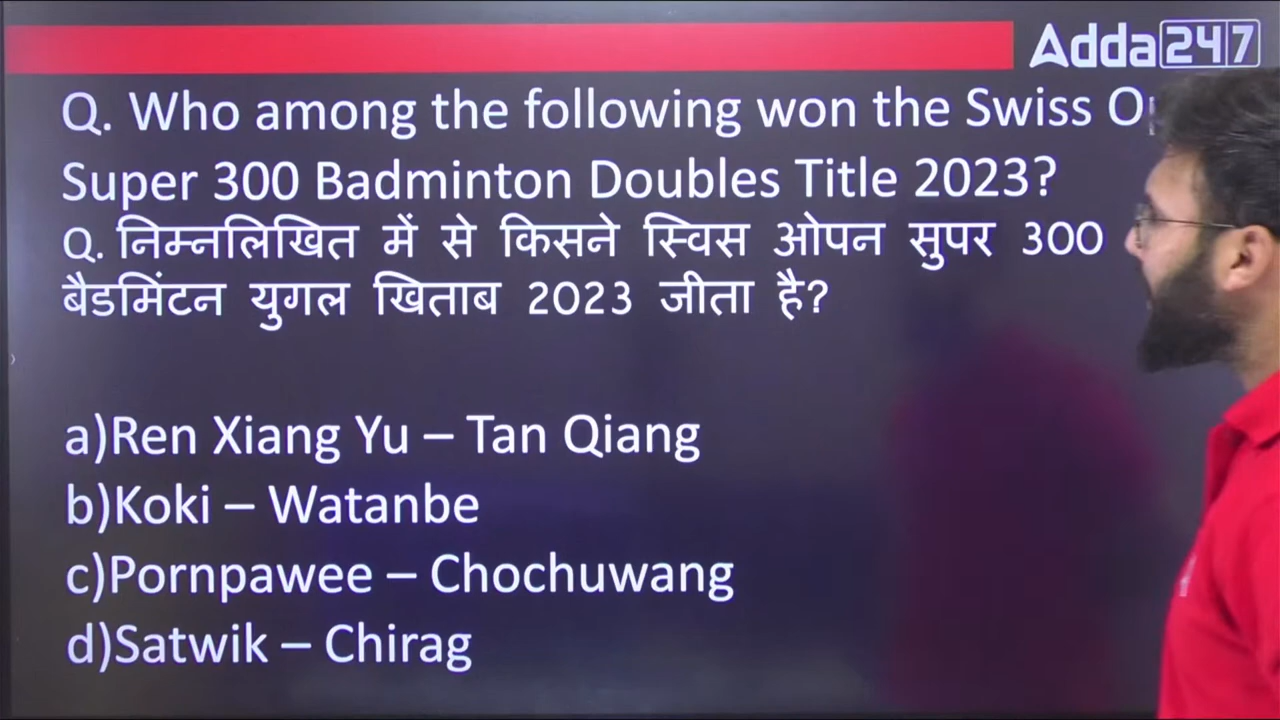 Adda247
Q. Who among the following won the Swiss
Super 300 Badminton Doubles Title 2023?
Q. निम्नलिखित में से किसने स्विस ओपन सुपर 300
बैडमिंटन युगल खिताब 2023 जीता है?
a)Ren Xiang Yu – Tan Qiang
b)Koki – Watanbe
c)Pornpawee – Chochuwang
d)Satwik – Chirag